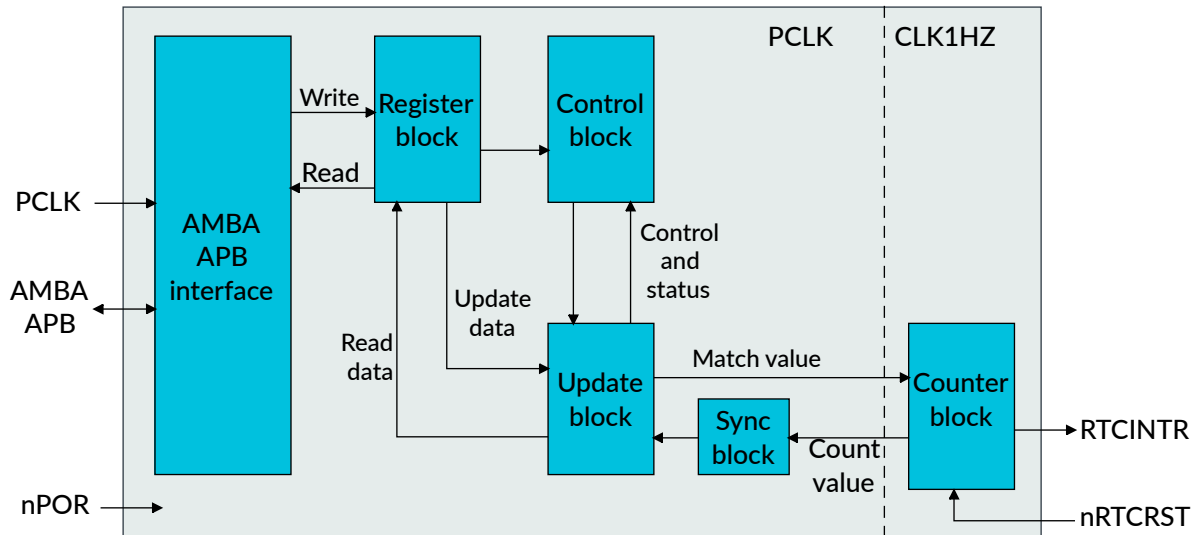 PCLK
CLK1HZ
Write
Register
block
Control
block
Read
PCLK
AMBA
APB
interface
Control
and
status
AMBA
APB
Update
data
Read
data
Match value
Update
block
Counter
block
Sync
block
Count
value
RTCINTR
nPOR
nRTCRST